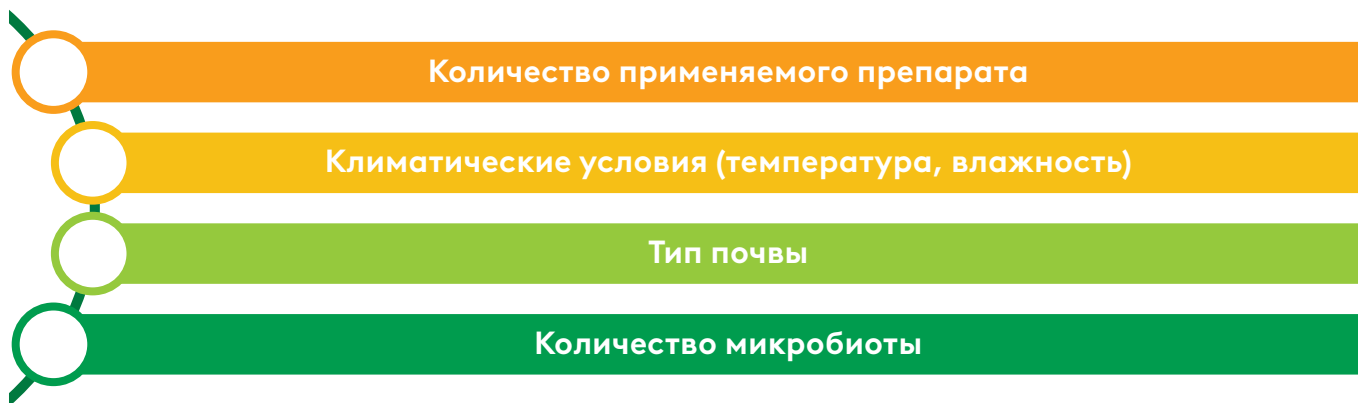 Количество применяемого препарата
Климатические условия (температура, влажность)
Тип почвы
Количество микробиоты